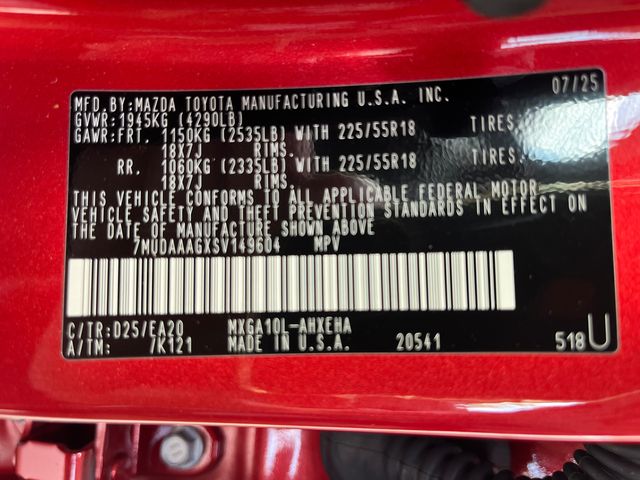 MFD.BY:MAZDA TOYOTA MANUFACTURING U.S.A. INC. 07/25
GVWR:1945KG (4290LB)
GAWR:FRT. 1150KG (2535LB) WITH 225/55R18 TIRES.
18X7J RIMS.
RR. 1060KG (2335LB) WITH 225/55R18 TIRES.
18X7J RIMS.
THIS VEHICLE CONFORMS TO ALL APPLICABLE FEDERAL MOTOR
VEHICLE SAFETY AND THEFT PREVENTION STANDARDS IN EFFECT ON
THE DATE OF MANUFACTURE SHOWN ABOVE
7MUDAAAGXSV149604 MPV
C/TR:D25/EA20 MXGA10L-AHXEHA
A/TM: 7K121 MADE IN U.S.A. 20541 518U